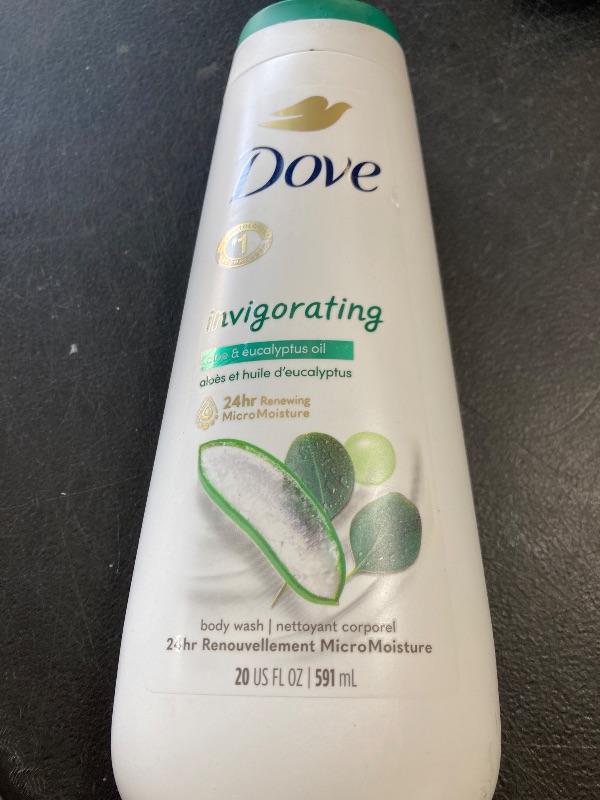 Dove
#1
invigorating
aloe & eucalyptus oil
aloès et huile d'eucalyptus
24hr Renewing
MicroMoisture
body wash | nettoyant corporel
24hr Renouvellement MicroMoisture
20 US FL OZ | 591 mL